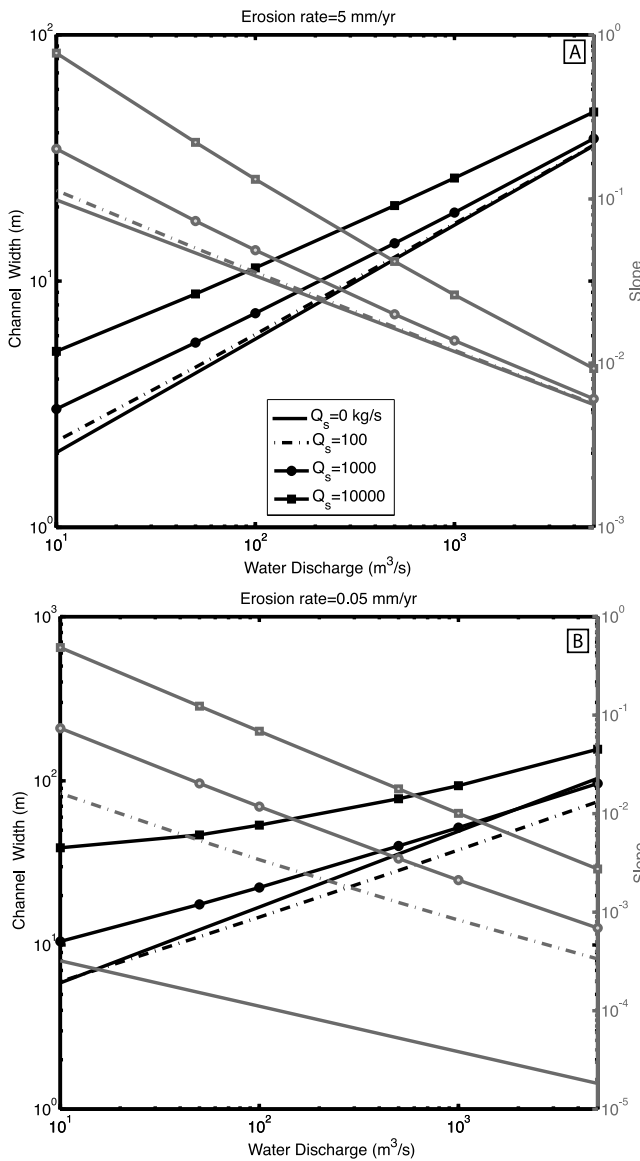 Erosion rate=5 mm/yr
A
10^2
10^1
10^0
Channel Width (m)
10^0
10^-1
10^-2
10^-3
Slope
Q_s=0 kg/s
Q_s=100
Q_s=1000
Q_s=10000
10^1
10^2
10^3
Water Discharge (m^3/s)
Erosion rate=0.05 mm/yr
B
10^3
10^2
10^1
10^0
Channel Width (m)
10^0
10^-1
10^-2
10^-3
10^-4
10^-5
Slope
10^1
10^2
10^3
Water Discharge (m^3/s)